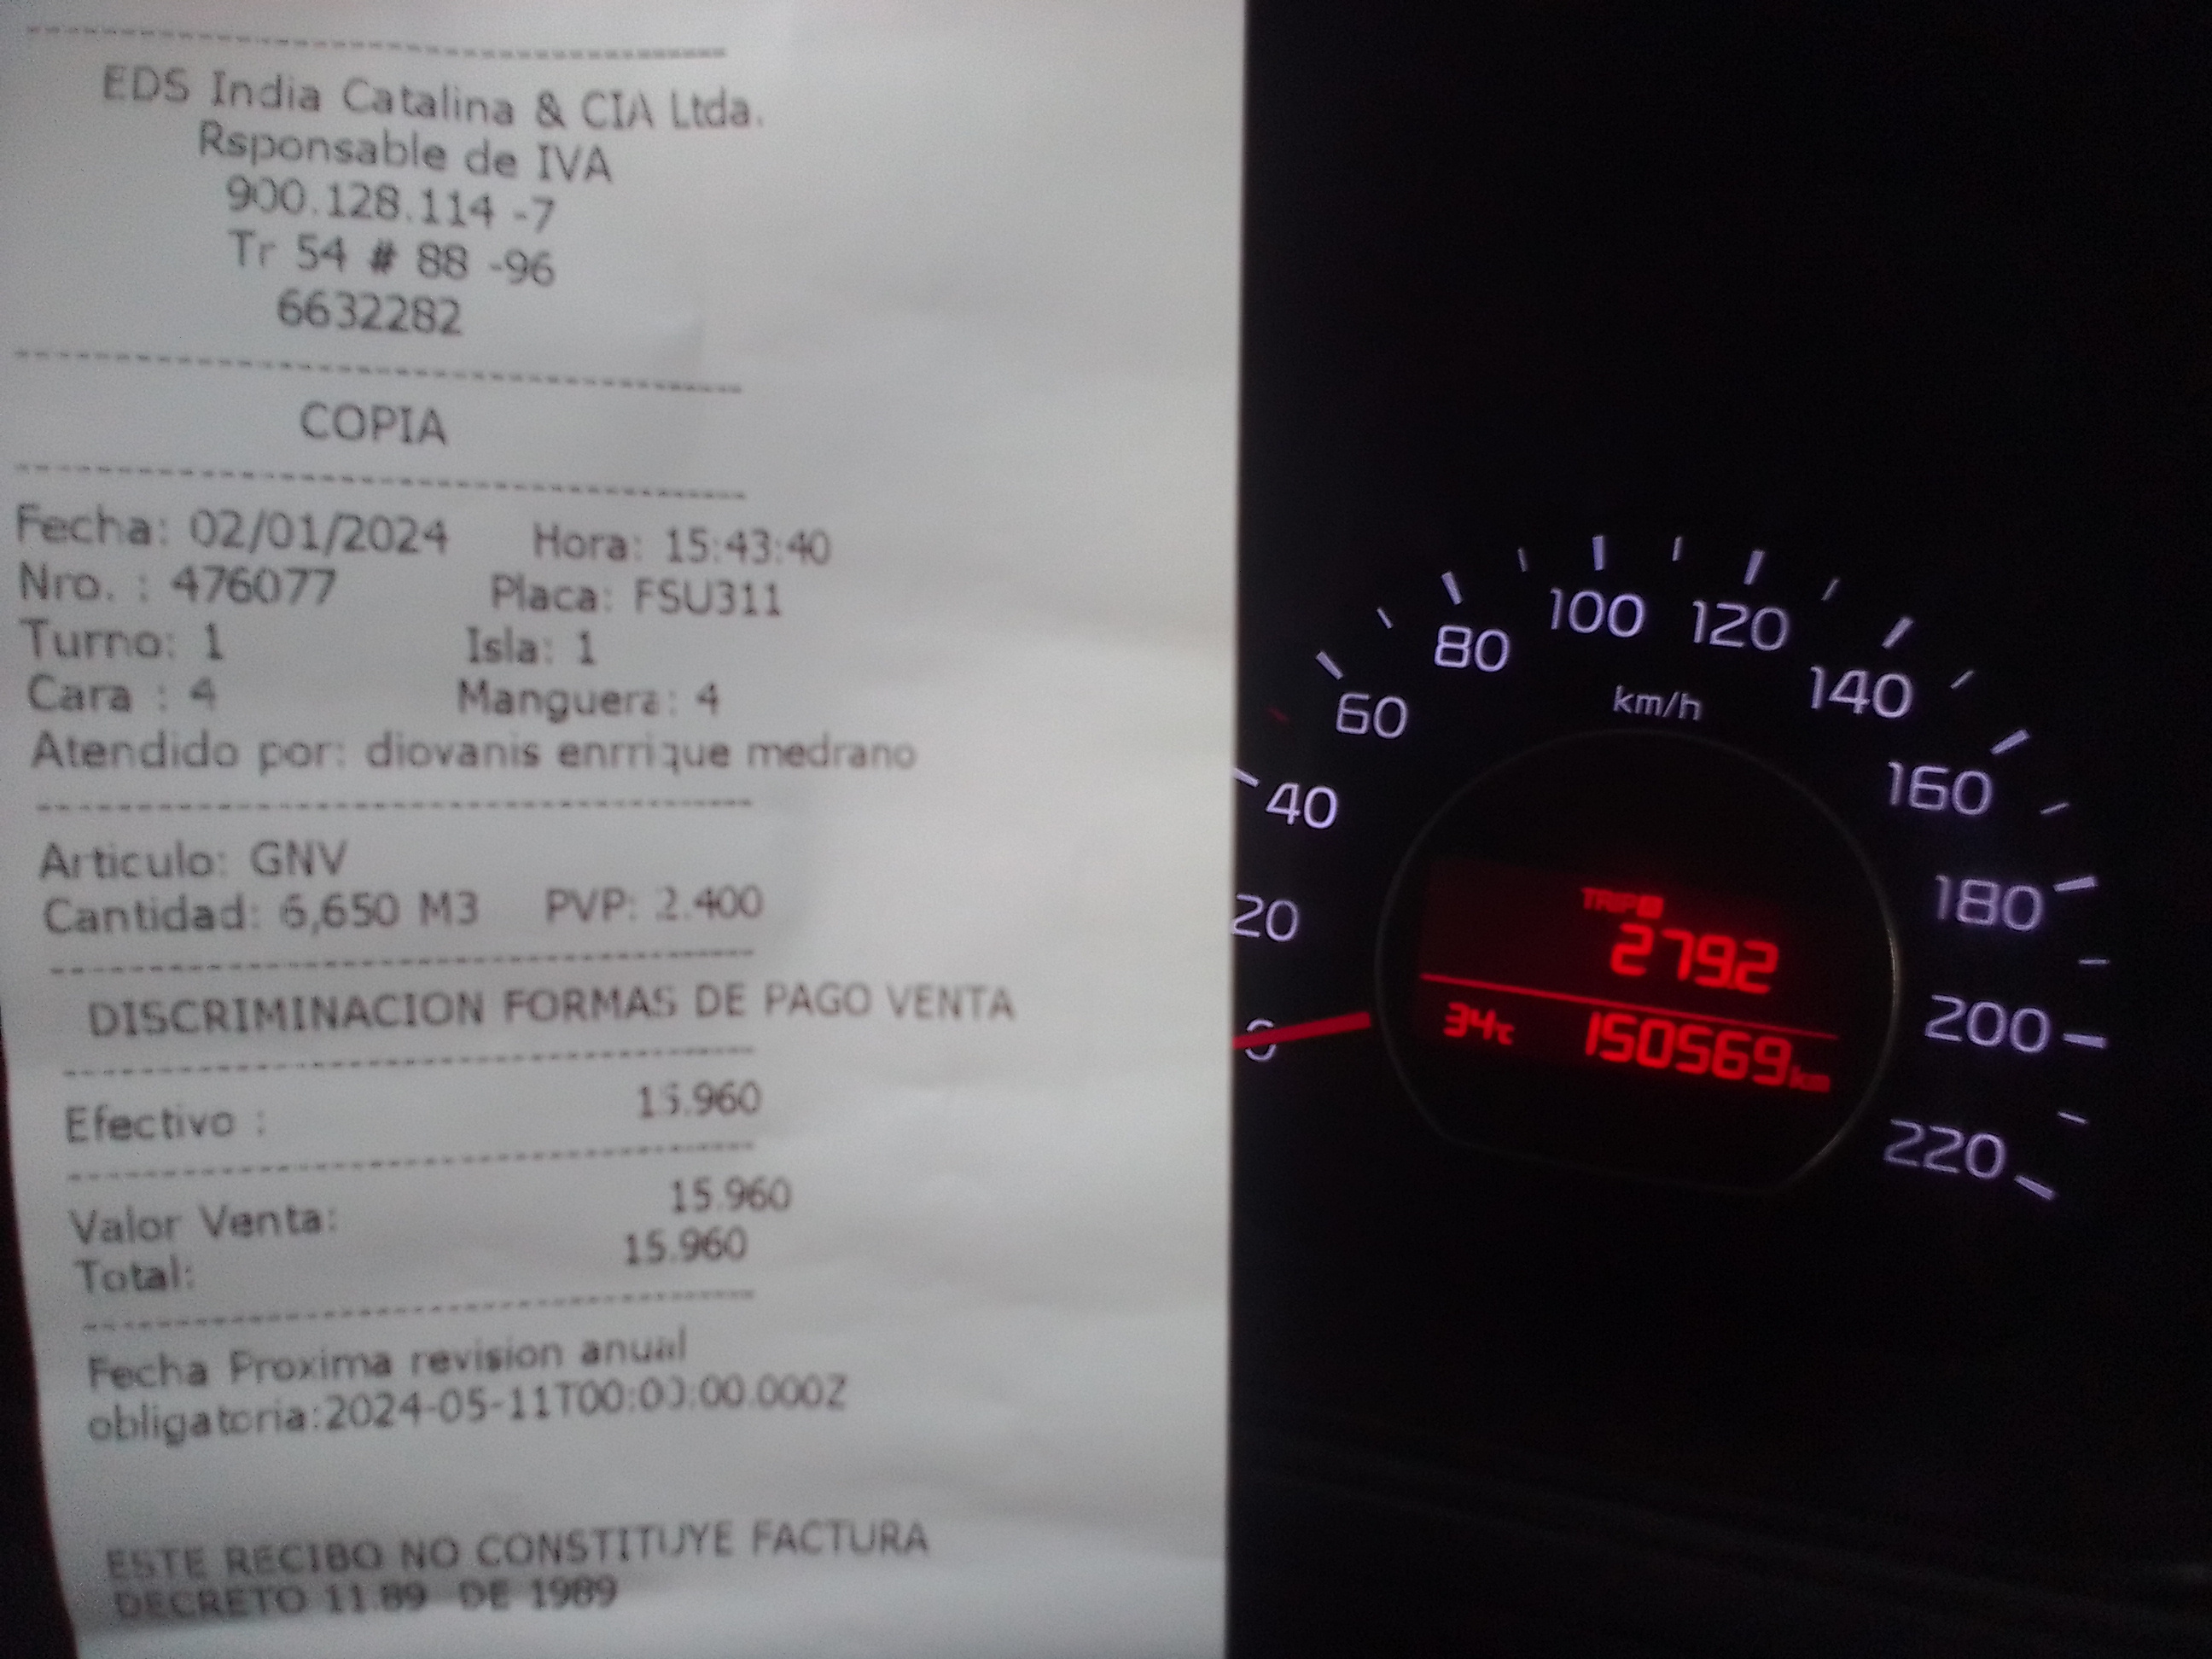 EDS India Catalina & CIA Ltda.
Rsponsable de IVA
900.128.114 -7
Tr 54 # 88 -96
6632282
COPIA
Fecha: 02/01/2024 Hora: 15:43:40
Nro. : 476077 Placa: FSU311
Turno: 1 Isla: 1
Cara : 4 Manguera: 4
Atendido por: diovanis enrrique medrano
Articulo: GNV
Cantidad: 6,650 M3 PVP: 2.400
DISCRIMINACION FORMAS DE PAGO VENTA
Efectivo : 15.960
Valor Venta: 15.960
Total: 15.960
Fecha Proxima revision anual
obligatoria:2024-05-11T00:00:00.000Z
ESTE RECIBO NO CONSTITUYE FACTURA
DECRETO 11.89 DE 1989
0
20
40
60
80
100
120
140
160
180
200
220
km/h
TRIP
279.2
34°C 150569 km